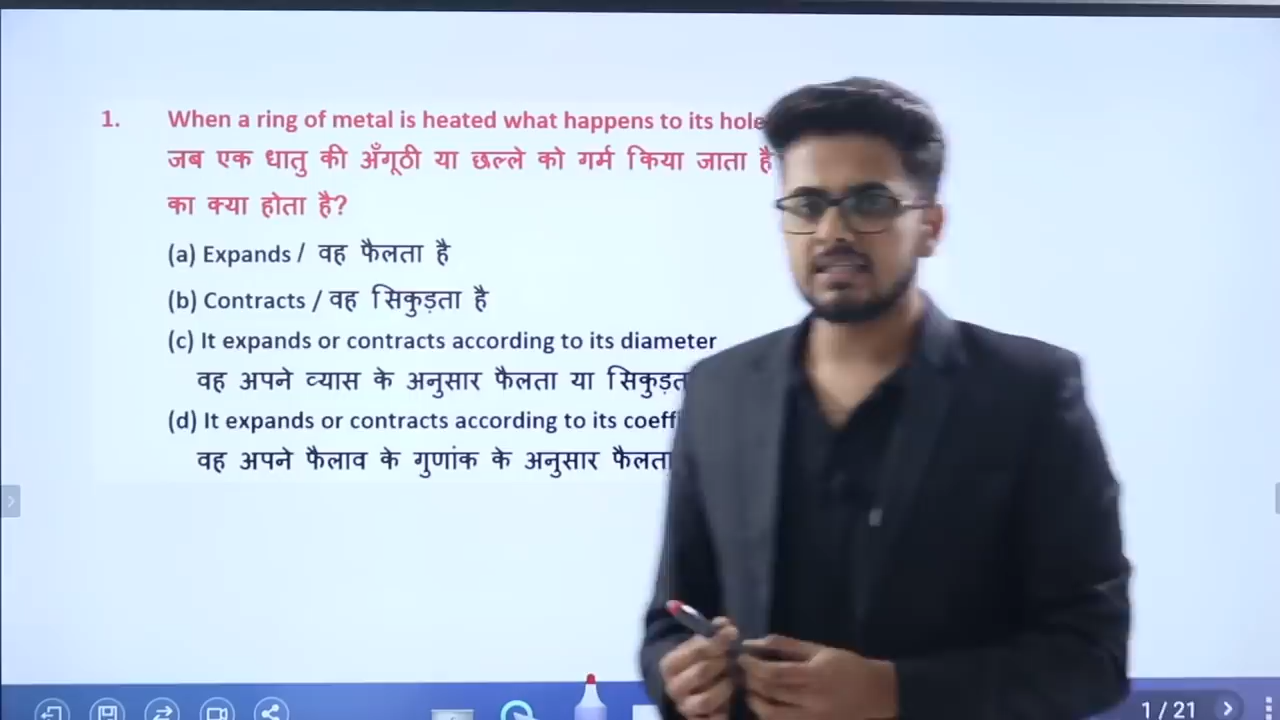 1. When a ring of metal is heated what happens to its hole
जब एक धातु की अँगूठी या छल्ले को गर्म किया जाता है
का क्या होता है?
(a) Expands / वह फैलता है
(b) Contracts / वह सिकुड़ता है
(c) It expands or contracts according to its diameter
वह अपने व्यास के अनुसार फैलता या
(d) It expands or contracts according to its
वह अपने फैलाव के गुणांक के अनुसार फैलता
1 / 21